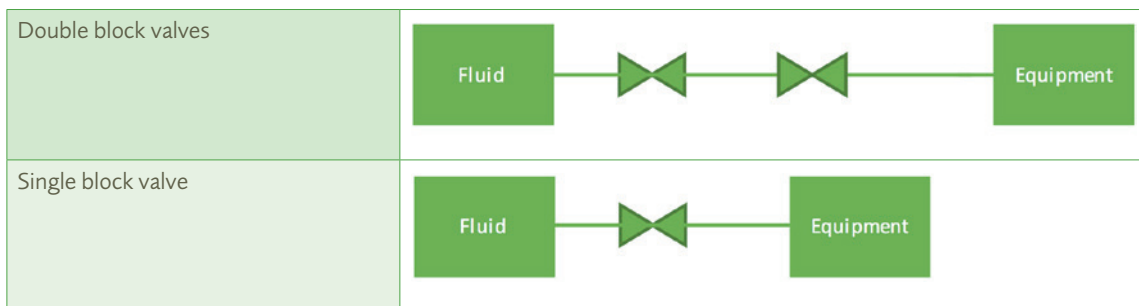 Double block valves
Fluid
Equipment
Single block valve
Fluid
Equipment